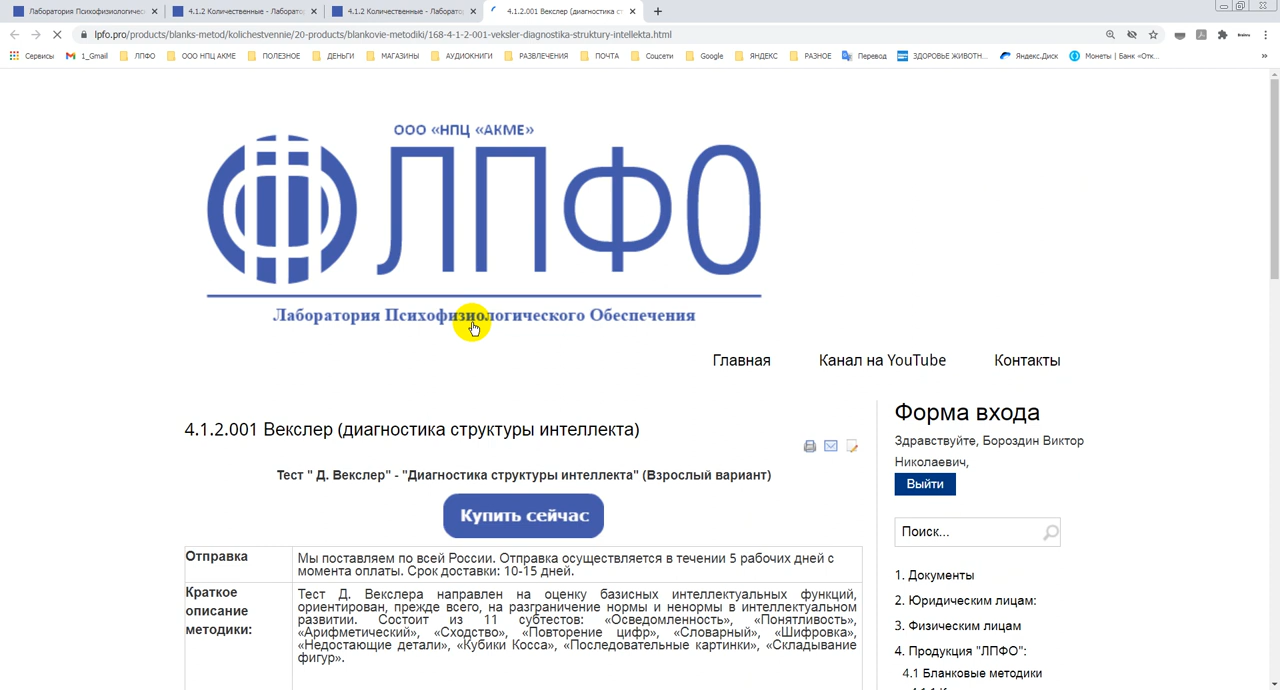 Лаборатория Психофизиологичес
4.1.2 Количественные - Лаборато
4.1.2 Количественные - Лаборато
4.1.2.001 Векслер (диагностика ст
lpfo.pro/products/blanks-metod/kolichestvennie/20-products/blankovie-metodiki/168-4-1-2-001-veksler-diagnostika-struktury-intellekta.html
Сервисы
1_Gmail
ЛПФО
ООО НПЦ АКМЕ
ПОЛЕЗНОЕ
ДЕНЬГИ
МАГАЗИНЫ
АУДИОКНИГИ
РАЗВЛЕЧЕНИЯ
ПОЧТА
Соцсети
Google
ЯНДЕКС
РАЗНОЕ
Перевод
ЗДОРОВЬЕ ЖИВОТН...
Яндекс.Диск
Монеты | Банк «Отк...
ООО «НПЦ «АКМЕ»
ЛПФО
Лаборатория Психофизиологического Обеспечения
Главная
Канал на YouTube
Контакты
4.1.2.001 Векслер (диагностика структуры интеллекта)
Тест " Д. Векслер" - "Диагностика структуры интеллекта" (Взрослый вариант)
Купить сейчас
Отправка
Мы поставляем по всей России. Отправка осуществляется в течении 5 рабочих дней с
момента оплаты. Срок доставки: 10-15 дней.
Краткое
описание
методики:
Тест Д. Векслера направлен на оценку базисных интеллектуальных функций,
ориентирован, прежде всего, на разграничение нормы и ненормы в интеллектуальном
развитии. Состоит из 11 субтестов: «Осведомленность», «Понятливость»,
«Арифметический», «Сходство», «Повторение цифр», «Словарный», «Шифровка»,
«Недостающие детали», «Кубики Косса», «Последовательные картинки», «Складывание
фигур».
Форма входа
Здравствуйте, Бороздин Виктор
Николаевич,
Выйти
Поиск...
1. Документы
2. Юридическим лицам:
3. Физическим лицам
4. Продукция "ЛПФО":
4.1 Бланковые методики